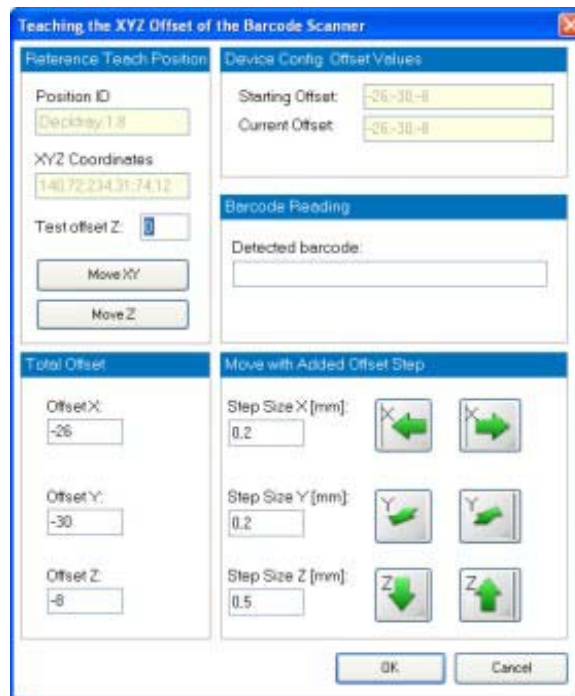 Teaching the XYZ Offset of the Barcode Scanner
Reference Teach Position
Position ID
Decktray:1.8
XYZ Coordinates
140.72;234.31;74.12
Test offset Z: 0
Move XY
Move Z
Device Config. Offset Values
Starting Offset: -26;-30;-8
Current Offset: -26;-30;-8
Barcode Reading
Detected barcode:
Total Offset
Offset X:
-26
Offset Y:
-30
Offset Z:
-8
Move with Added Offset Step
Step Size X [mm]:
0.2
X
X
Step Size Y [mm]:
0.2
Y
Y
Step Size Z [mm]:
0.5
Z
Z
OK
Cancel